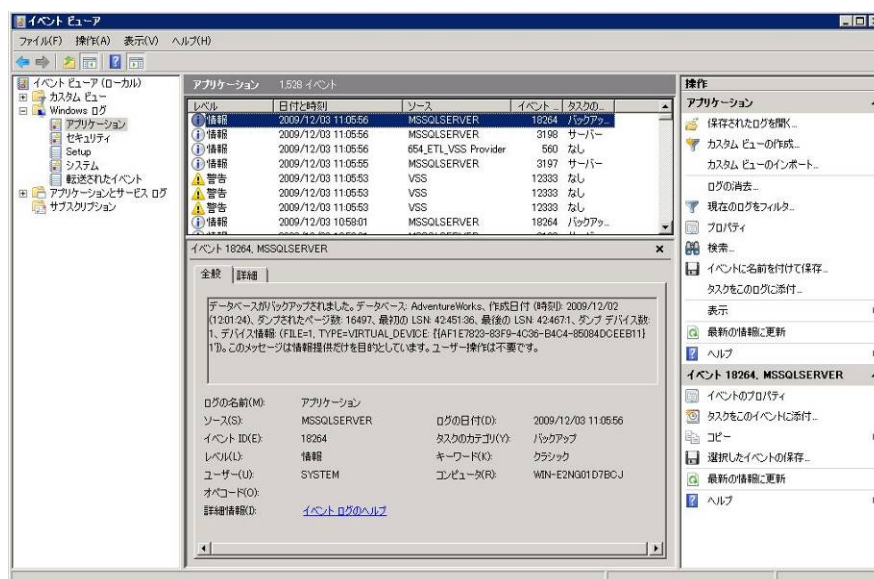 イベント ビューア
ファイル(F) 操作(A) 表示(V) ヘルプ(H)
イベント ビューア (ローカル)
カスタム ビュー
Windows ログ
アプリケーション
セキュリティ
Setup
システム
転送されたイベント
アプリケーションとサービス ログ
サブスクリプション
アプリケーション 1,528 イベント
レベル 日付と時刻 ソース イベント... タスクの...
情報 2009/12/03 11:05:56 MSSQLSERVER 18264 バックアッ...
情報 2009/12/03 11:05:56 MSSQLSERVER 3198 サーバー
情報 2009/12/03 11:05:56 654_ETL_VSS Provider 560 なし
情報 2009/12/03 11:05:55 MSSQLSERVER 3197 サーバー
警告 2009/12/03 11:05:53 VSS 12333 なし
警告 2009/12/03 11:05:53 VSS 12333 なし
警告 2009/12/03 11:05:53 VSS 12333 なし
情報 2009/12/03 10:59:01 MSSQLSERVER 18264 バックアッ...
イベント 18264, MSSQLSERVER
全般 詳細
データベースがバックアップされました。データベース: AdventureWorks、作成日付 (時刻): 2009/12/02
(12:01:24)、ダンプされたページ数: 16497、最初の LSN: 42:451:36、最後の LSN: 42:467:1、ダンプ デバイス数:
1、デバイス情報: (FILE=1, TYPE=VIRTUAL_DEVICE: {'{AF1E7823-83F9-4C36-B4C4-85084DCEEB11}
1'})。このメッセージは情報提供だけを目的としています。ユーザー操作は不要です。
ログの名前(M): アプリケーション
ソース(S): MSSQLSERVER ログの日付(D): 2009/12/03 11:05:56
イベント ID(E): 18264 タスクのカテゴリ(Y): バックアップ
レベル(L): 情報 キーワード(K): クラシック
ユーザー(U): SYSTEM コンピュータ(R): WIN-E2NG01D7BCJ
オペコード(O):
詳細情報(I): イベント ログのヘルプ
操作
アプリケーション
保存されたログを開く...
カスタム ビューの作成...
カスタム ビューのインポート...
ログの消去...
現在のログをフィルタ...
プロパティ
検索...
イベントに名前を付けて保存...
タスクをこのログに添付...
表示
最新の情報に更新
ヘルプ
イベント 18264, MSSQLSERVER
イベントのプロパティ
タスクをこのイベントに添付...
コピー
選択したイベントの保存...
最新の情報に更新
ヘルプ